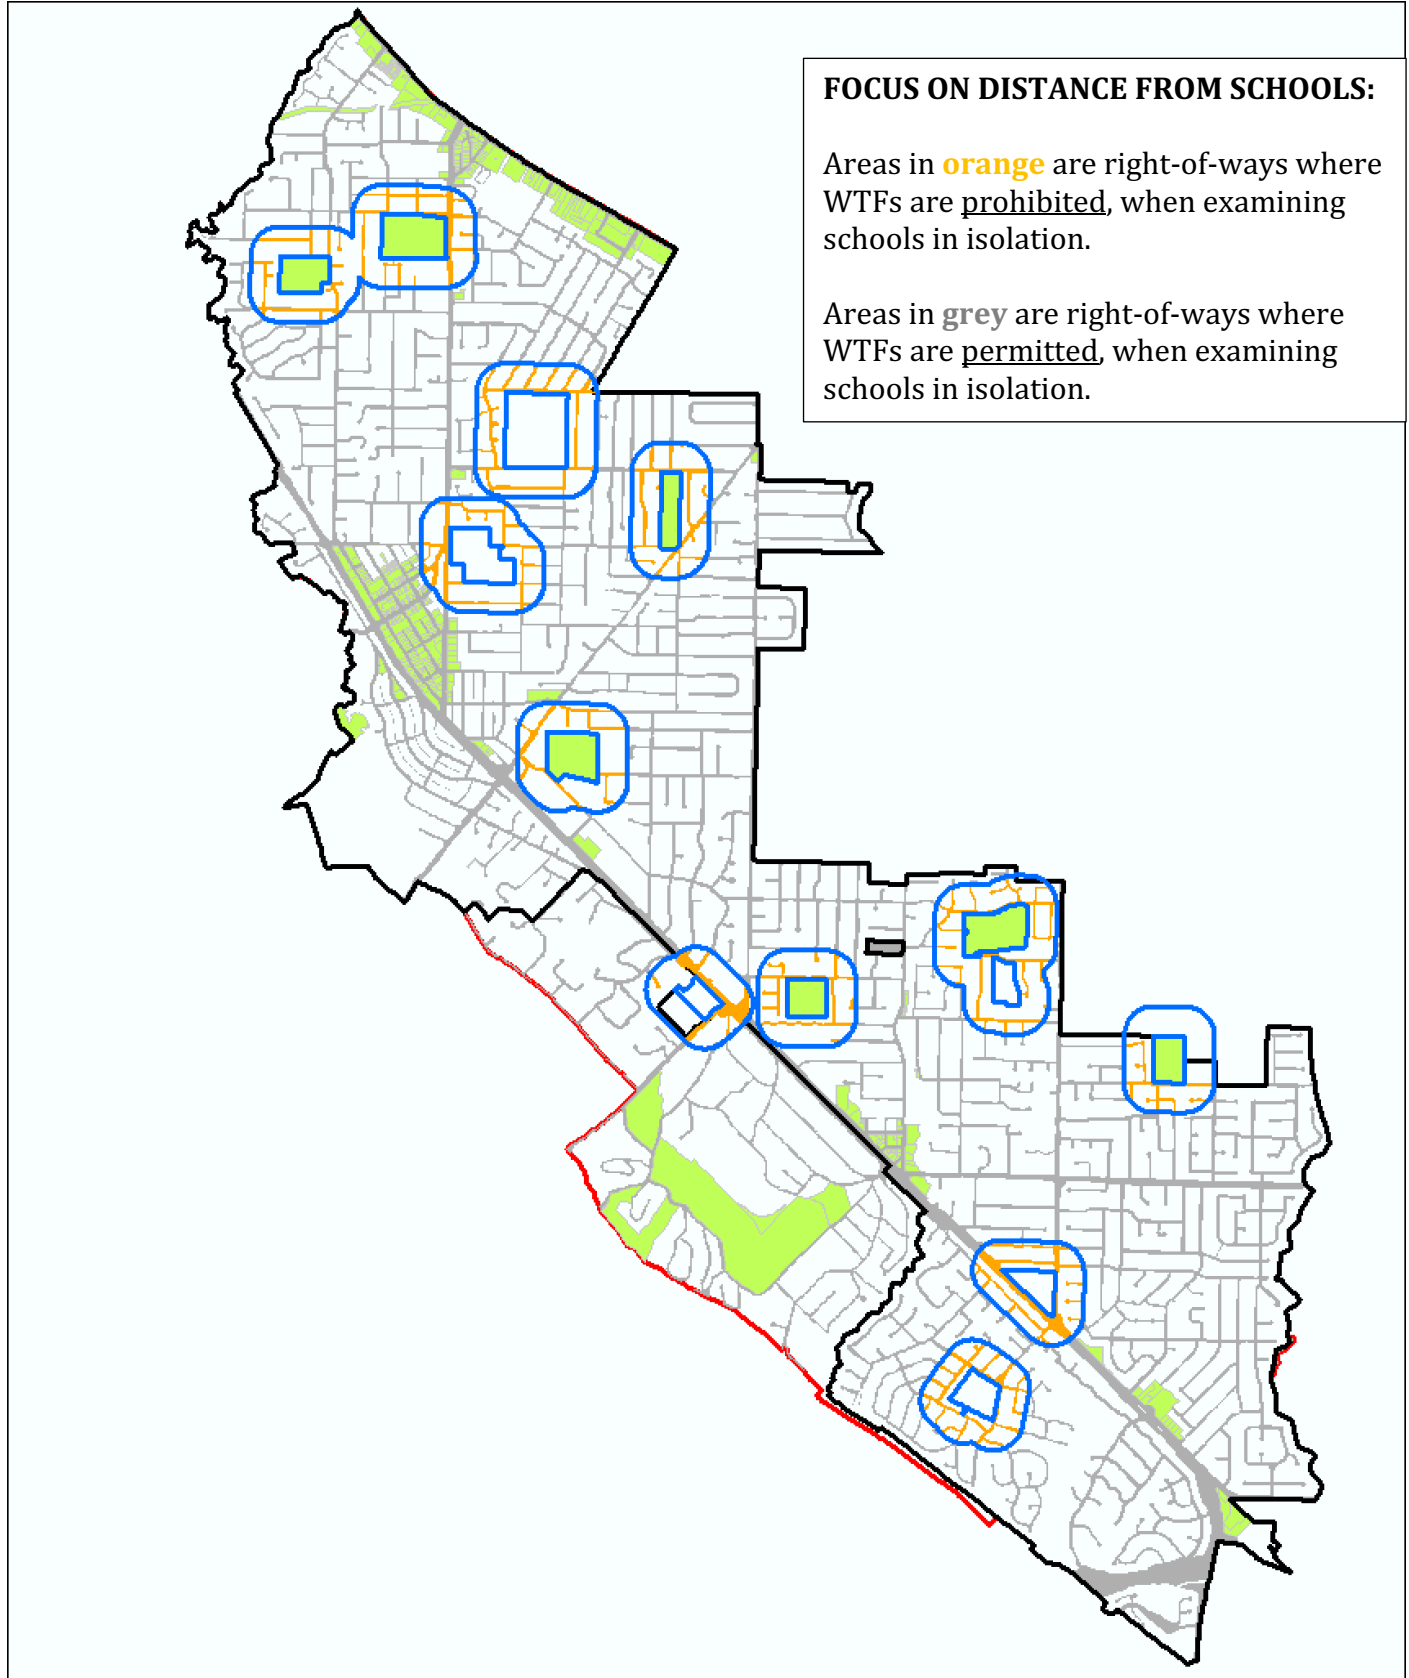 FOCUS ON DISTANCE FROM SCHOOLS:
Areas in orange are right-of-ways where
WTFs are prohibited, when examining
schools in isolation.
Areas in grey are right-of-ways where
WTFs are permitted, when examining
schools in isolation.